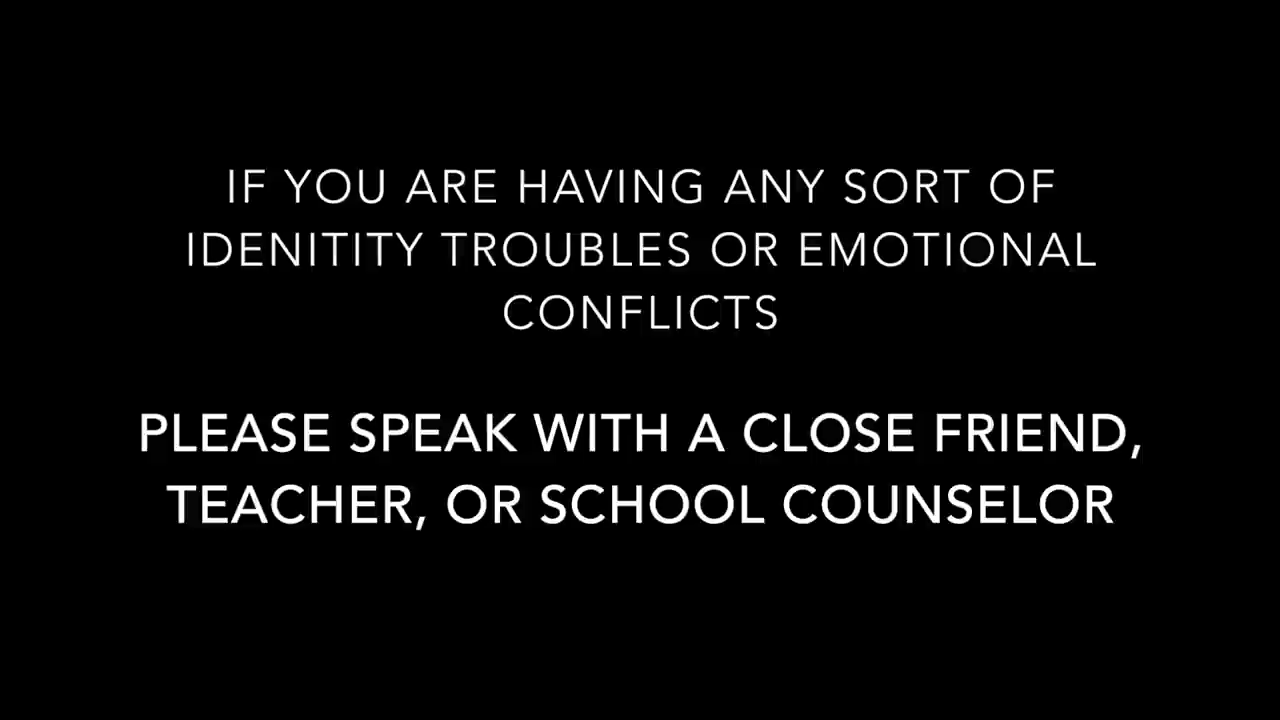 IF YOU ARE HAVING ANY SORT OF
IDENITITY TROUBLES OR EMOTIONAL
CONFLICTS
PLEASE SPEAK WITH A CLOSE FRIEND,
TEACHER, OR SCHOOL COUNSELOR